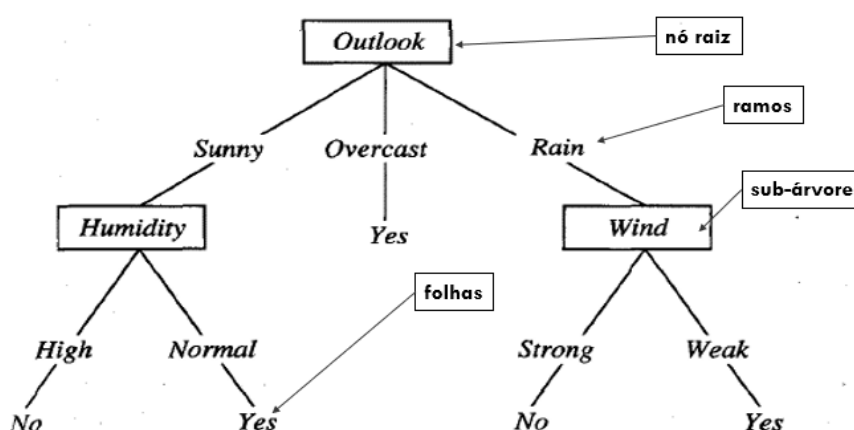 Outlook
nó raiz
ramos
Sunny
Overcast
Rain
sub-árvore
Humidity
Yes
Wind
folhas
High
Normal
Strong
Weak
No
Yes
No
Yes